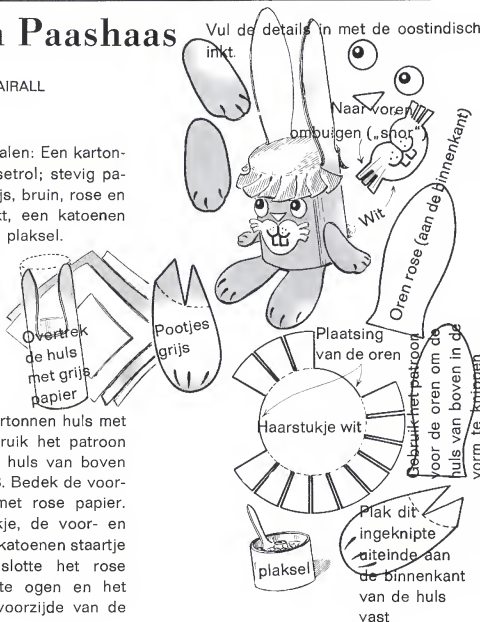 n Paashaas
AIRALL
alen: Een karton-
setrol; stevig pa-
ijs, bruin, rose en
kt, een katoenen
plaksel.
Vul de details in met de oostindisch
inkt.
Naar voren
ombuigen („snor")
Wit
Oren rose (aan de binnenkant)
Overtrek
de huls
met grijs
papier
Pootjes
grijs
Plaatsing
van de oren
Haarstukje wit
Gebruik het patroon
voor de oren om de
huls van boven in de
vorm te knippen
rtonnen huls met
ruik het patroon
huls van boven
s. Bedek de voor-
met rose papier.
kje, de voor- en
katoenen staartje
slotte het rose
te ogen en het
voorzijde van de
plaksel
Plak dit
ingeknipte
uiteinde aan
de binnenkant
van de huls
vast